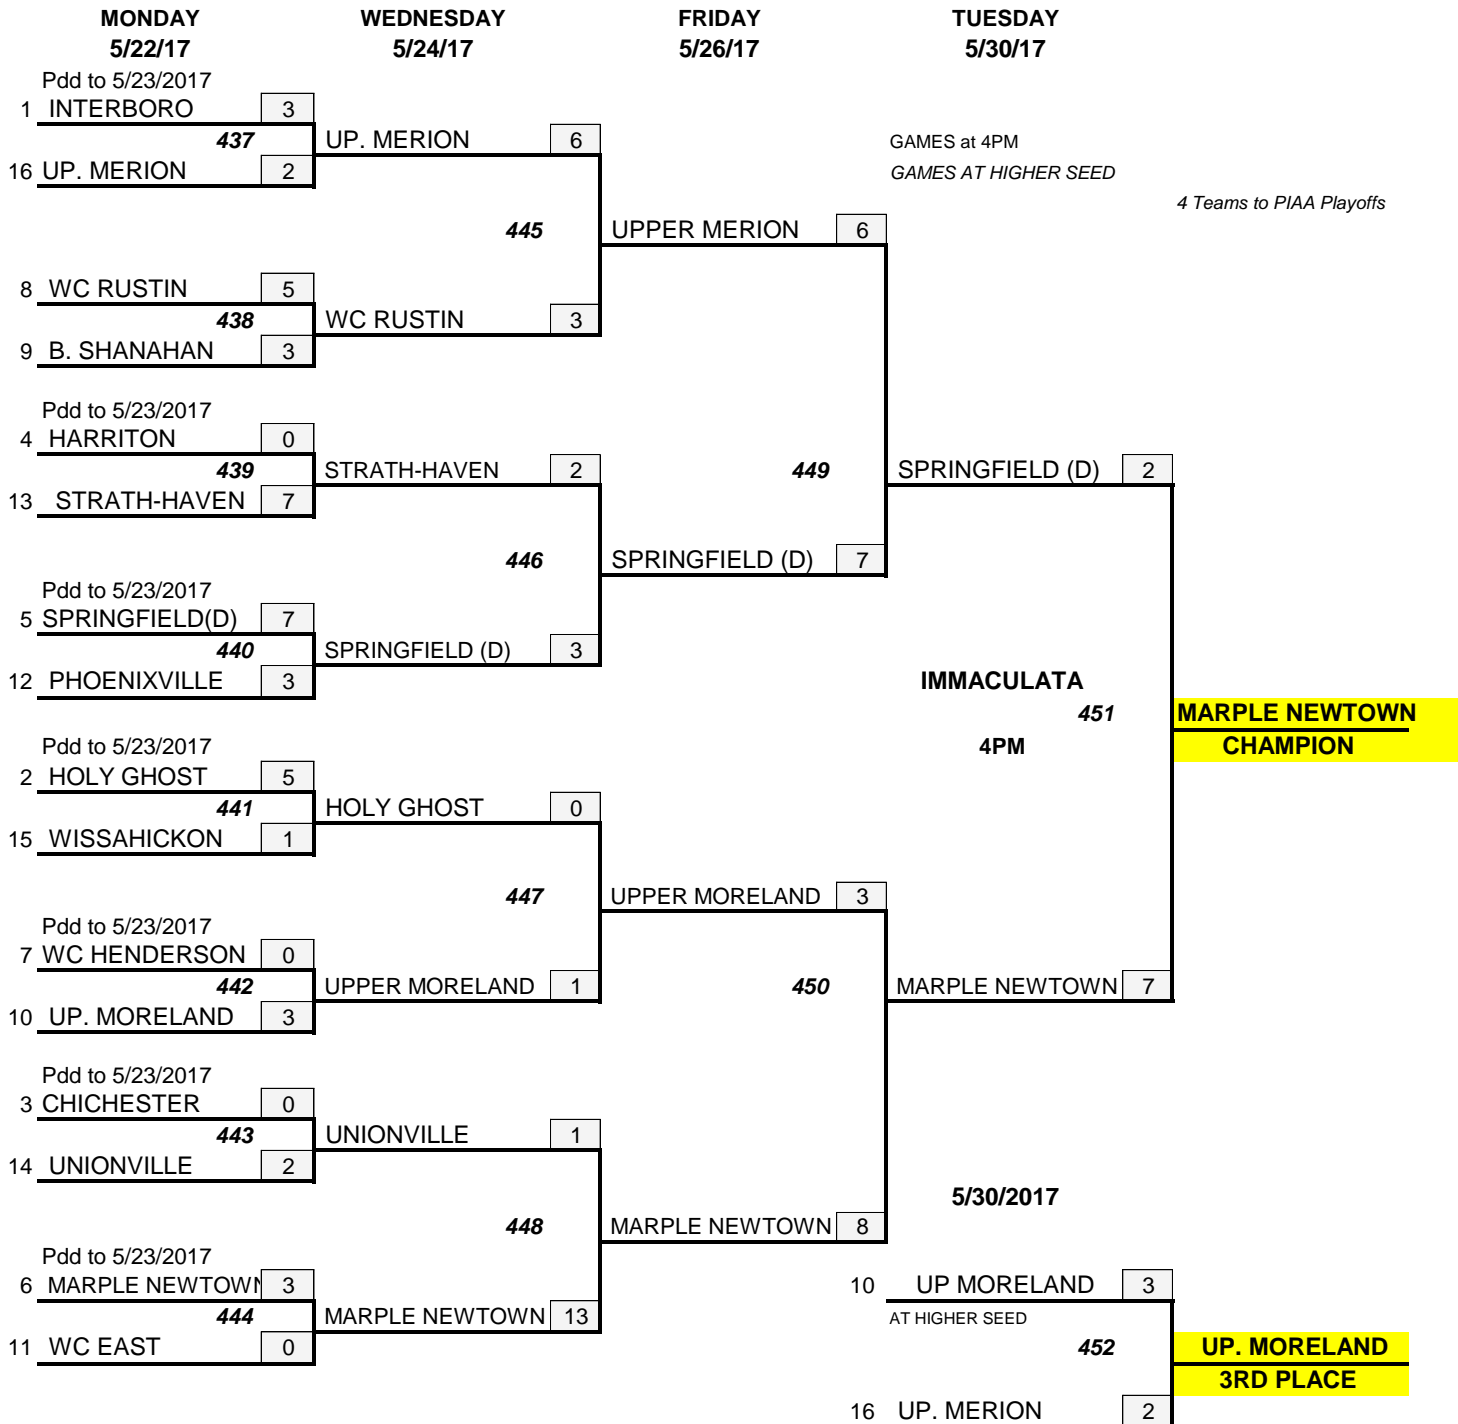 MONDAY WEDNESDAY FRIDAY TUESDAY
5/22/17 5/24/17 5/26/17 5/30/17
Pdd to 5/23/2017
1 INTERBORO 3
437 UP. MERION 6 GAMES at 4PM
16 UP. MERION 2 GAMES AT HIGHER SEED
4 Teams to PIAA Playoffs
445 UPPER MERION 6
8 WC RUSTIN 5
438 WC RUSTIN 3
9 B. SHANAHAN 3
Pdd to 5/23/2017
4 HARRITON 0
439 STRATH-HAVEN 2 449 SPRINGFIELD (D) 2
13 STRATH-HAVEN 7
446 SPRINGFIELD (D) 7
Pdd to 5/23/2017
5 SPRINGFIELD(D) 7
440 SPRINGFIELD (D) 3
12 PHOENIXVILLE 3 IMMACULATA
451 MARPLE NEWTOWN
Pdd to 5/23/2017 4PM CHAMPION
2 HOLY GHOST 5
441 HOLY GHOST 0
15 WISSAHICKON 1
447 UPPER MORELAND 3
Pdd to 5/23/2017
7 WC HENDERSON 0
442 UPPER MORELAND 1 450 MARPLE NEWTOWN 7
10 UP. MORELAND 3
Pdd to 5/23/2017
3 CHICHESTER 0
443 UNIONVILLE 1
14 UNIONVILLE 2
5/30/2017
448 MARPLE NEWTOWN 8
Pdd to 5/23/2017
6 MARPLE NEWTOWN 3 10 UP MORELAND 3
444 MARPLE NEWTOWN 13 AT HIGHER SEED
11 WC EAST 0 452 UP. MORELAND
3RD PLACE
16 UP. MERION 2